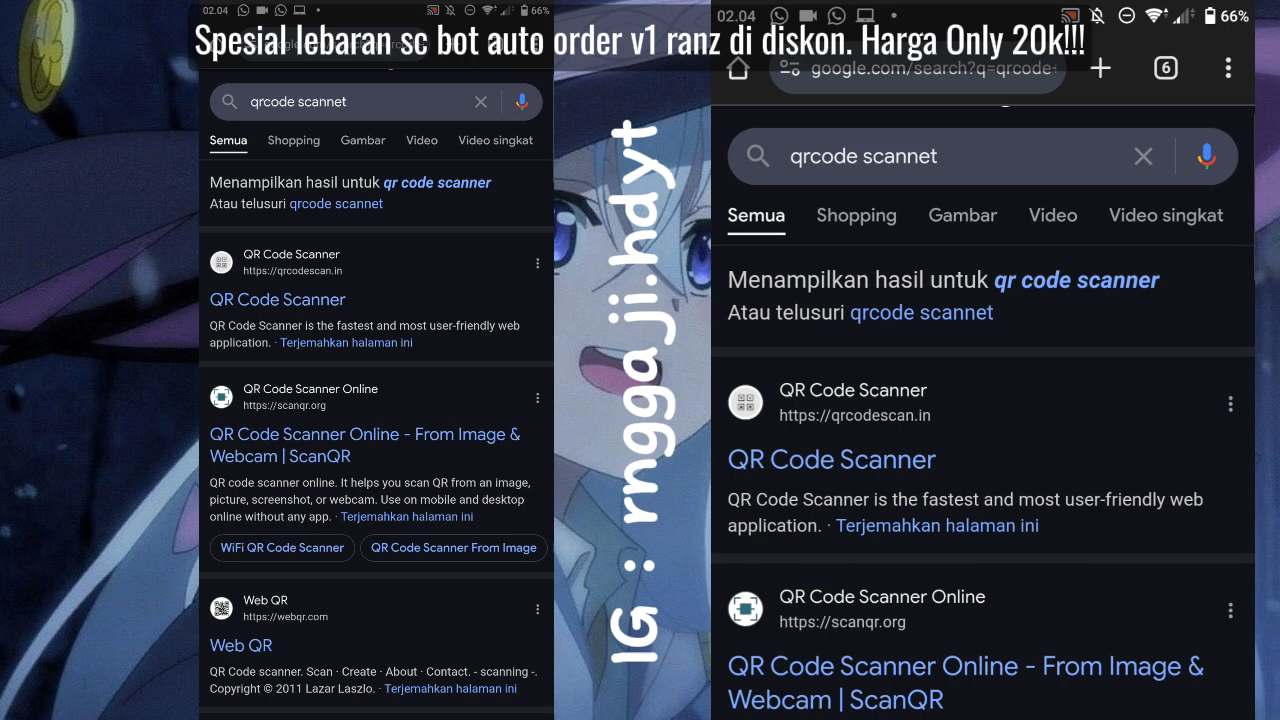 Spesial lebaran sc bot auto order v1 ranz di diskon. Harga Only 20k!!!
02.04
66%
qrcode scannet
Semua Shopping Gambar Video Video singkat
Menampilkan hasil untuk qr code scanner
Atau telusuri qrcode scannet
QR Code Scanner
https://qrcodescan.in
QR Code Scanner
QR Code Scanner is the fastest and most user-friendly web
application. · Terjemahkan halaman ini
QR Code Scanner Online
https://scanqr.org
QR Code Scanner Online - From Image &
Webcam | ScanQR
QR code scanner online. It helps you scan QR from an image,
picture, screenshot, or webcam. Use on mobile and desktop
online without any app. · Terjemahkan halaman ini
WiFi QR Code Scanner QR Code Scanner From Image
Web QR
https://webqr.com
Web QR
QR Code scanner. Scan · Create · About · Contact. - scanning -.
Copyright © 2011 Lazar Laszlo. · Terjemahkan halaman ini
IG : rnggajji.hdyt
02.04
66%
google.com/search?q=qrcode
6
qrcode scannet
Semua Shopping Gambar Video Video singkat
Menampilkan hasil untuk qr code scanner
Atau telusuri qrcode scannet
QR Code Scanner
https://qrcodescan.in
QR Code Scanner
QR Code Scanner is the fastest and most user-friendly web
application. · Terjemahkan halaman ini
QR Code Scanner Online
https://scanqr.org
QR Code Scanner Online - From Image &
Webcam | ScanQR